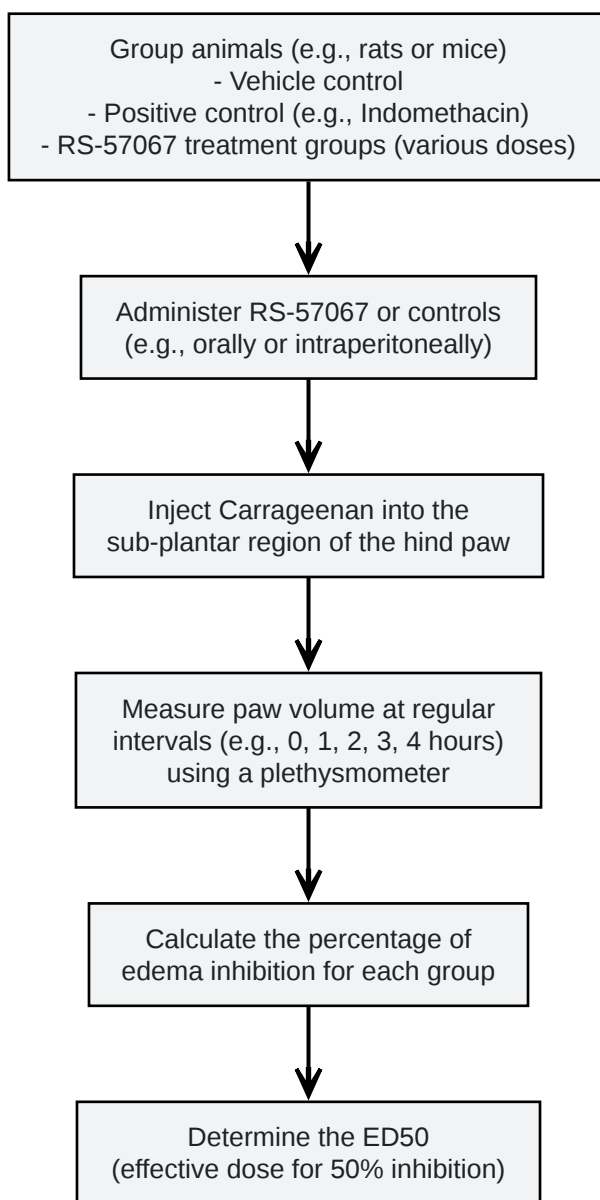 Group animals (e.g., rats or mice)
- Vehicle control
- Positive control (e.g., Indomethacin)
- RS-57067 treatment groups (various doses)
Administer RS-57067 or controls
(e.g., orally or intraperitoneally)
Inject Carrageenan into the
sub-plantar region of the hind paw
Measure paw volume at regular
intervals (e.g., 0, 1, 2, 3, 4 hours)
using a plethysmometer
Calculate the percentage of
edema inhibition for each group
Determine the ED50
(effective dose for 50% inhibition)